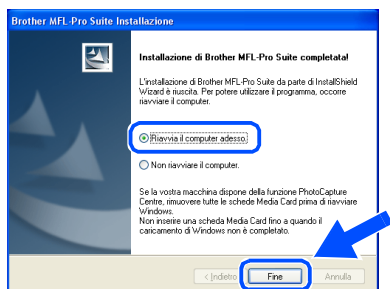 Brother MFL-Pro Suite Installazione
Installazione di Brother MFL-Pro Suite completata!
L'installazione di Brother MFL-Pro Suite da parte di InstallShield
Wizard è riuscita. Per potere utilizzare il programma, occorre
riavviare il computer.
Riavvia il computer adesso.
Non riavviare il computer.
Se la vostra macchina dispone della funzione PhotoCapture
Centre, rimuovere tutte le schede Media Card prima di riavviare
Windows.
Non inserire una scheda Media Card fino a quando il
caricamento di Windows non è completato.
< Indietro
Fine
Annulla